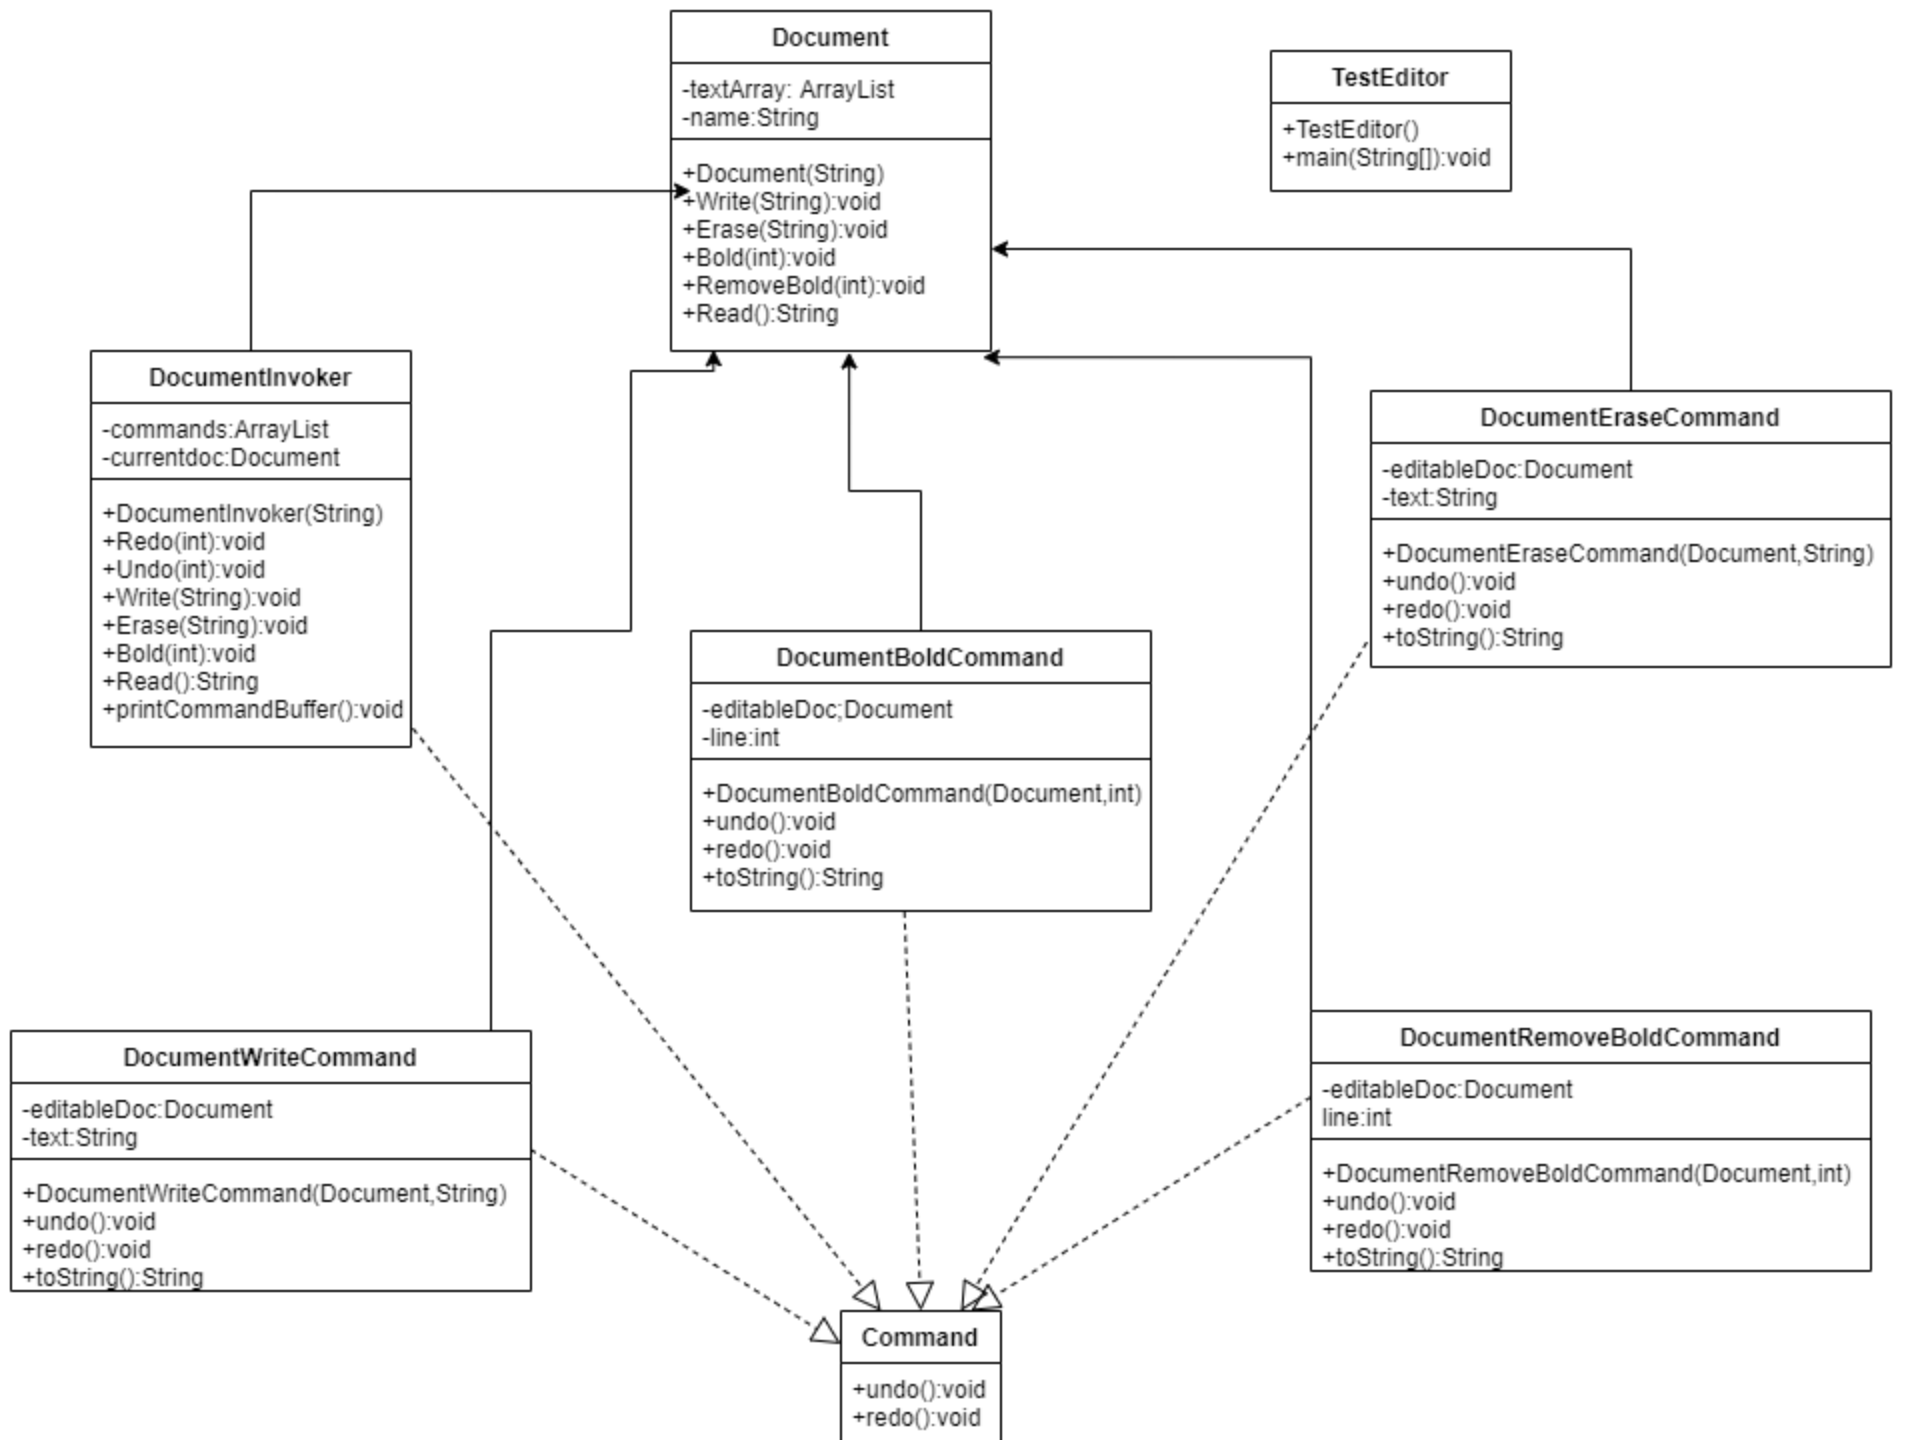 Document
-textArray: ArrayList
-name:String
+Document(String)
+Write(String):void
+Erase(String):void
+Bold(int):void
+RemoveBold(int):void
+Read():String
TestEditor
+TestEditor()
+main(String[]):void
DocumentInvoker
-commands:ArrayList
-currentdoc:Document
+DocumentInvoker(String)
+Redo(int):void
+Undo(int):void
+Write(String):void
+Erase(String):void
+Bold(int):void
+Read():String
+printCommandBuffer():void
DocumentEraseCommand
-editableDoc:Document
-text:String
+DocumentEraseCommand(Document,String)
+undo():void
+redo():void
+toString():String
DocumentBoldCommand
-editableDoc;Document
-line:int
+DocumentBoldCommand(Document,int)
+undo():void
+redo():void
+toString():String
DocumentWriteCommand
-editableDoc:Document
-text:String
+DocumentWriteCommand(Document,String)
+undo():void
+redo():void
+toString():String
DocumentRemoveBoldCommand
-editableDoc:Document
line:int
+DocumentRemoveBoldCommand(Document,int)
+undo():void
+redo():void
+toString():String
Command
+undo():void
+redo():void